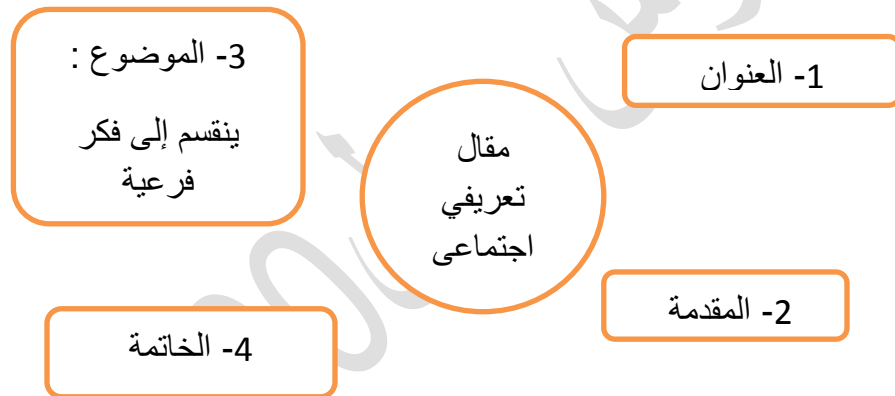 1- العنوان
3- الموضوع :
ينقسم إلى فكر
فرعية
مقال
تعريفي
اجتماعى
2- المقدمة
4- الخاتمة